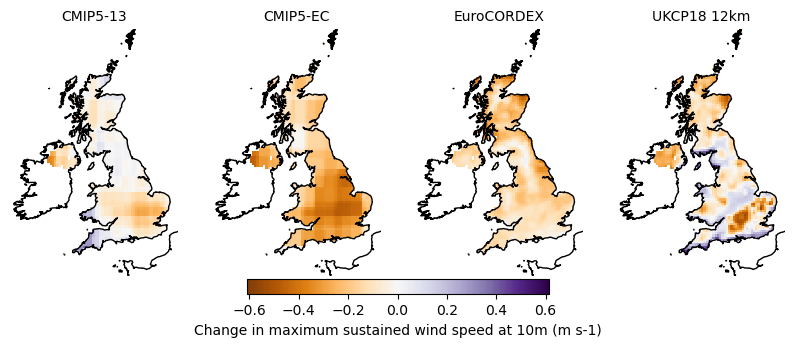 CMIP5-13 CMIP5-EC EuroCORDEX UKCP18 12km
−0.6 −0.4 −0.2 0.0 0.2 0.4 0.6
Change in maximum sustained wind speed at 10m (m s-1)